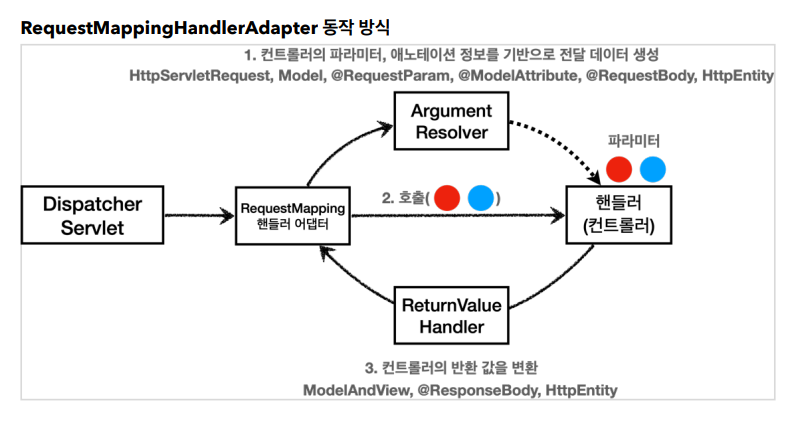 RequestMappingHandlerAdapter 동작 방식
1. 컨트롤러의 파라미터, 애노테이션 정보를 기반으로 전달 데이터 생성
HttpServletRequest, Model, @RequestParam, @ModelAttribute, @RequestBody, HttpEntity
Argument
Resolver
파라미터
Dispatcher
Servlet
RequestMapping
핸들러 어댑터
2. 호출( )
핸들러
(컨트롤러)
ReturnValue
Handler
3. 컨트롤러의 반환 값을 변환
ModelAndView, @ResponseBody, HttpEntity